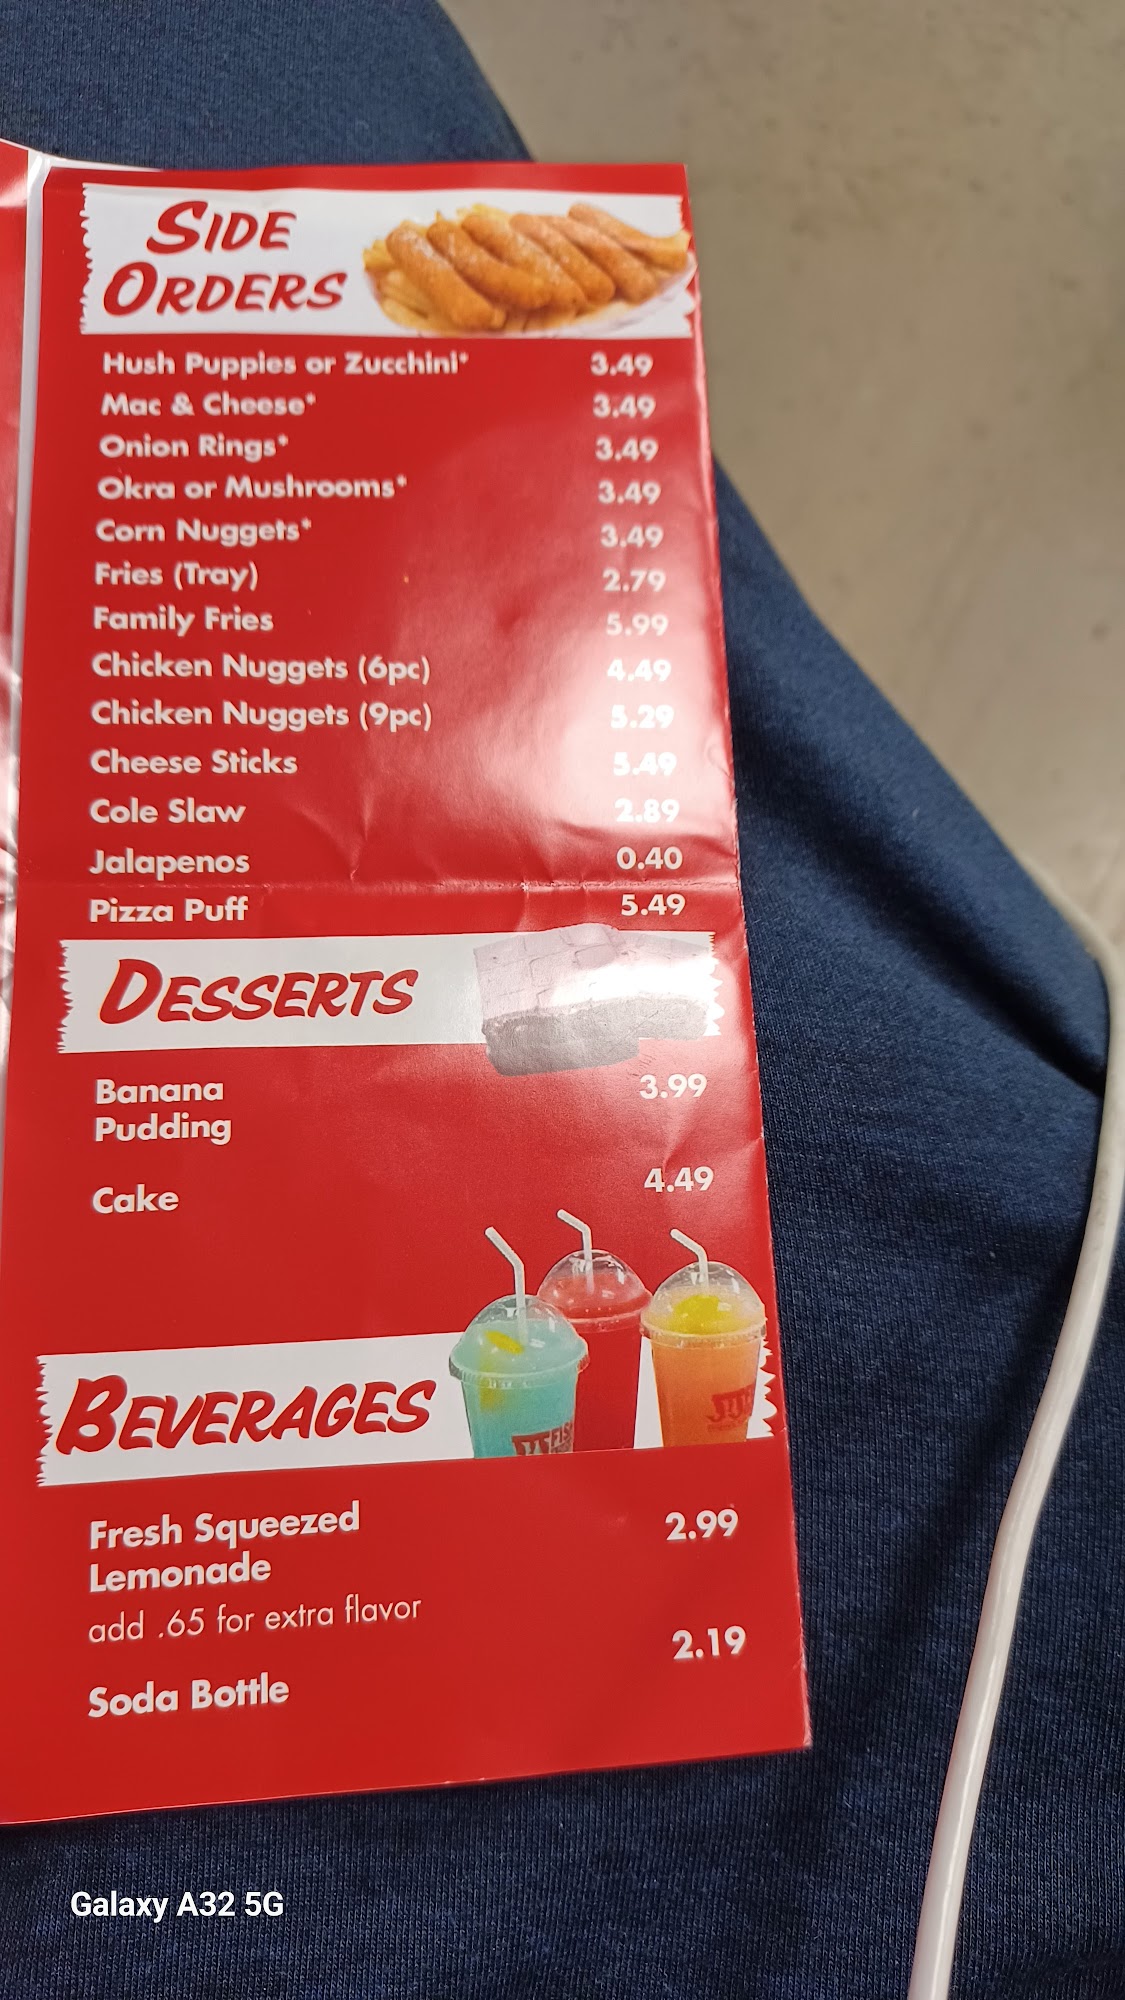 SIDE
ORDERS
Hush Puppies or Zucchini* 3.49
Mac & Cheese* 3.49
Onion Rings* 3.49
Okra or Mushrooms* 3.49
Corn Nuggets* 3.49
Fries (Tray) 2.79
Family Fries 5.99
Chicken Nuggets (6pc) 4.49
Chicken Nuggets (9pc) 5.29
Cheese Sticks 5.49
Cole Slaw 2.89
Jalapenos 0.40
Pizza Puff 5.49
DESSERTS
Banana 3.99
Pudding
Cake 4.49
BEVERAGES
Fresh Squeezed 2.99
Lemonade
add .65 for extra flavor
Soda Bottle 2.19
Galaxy A32 5G